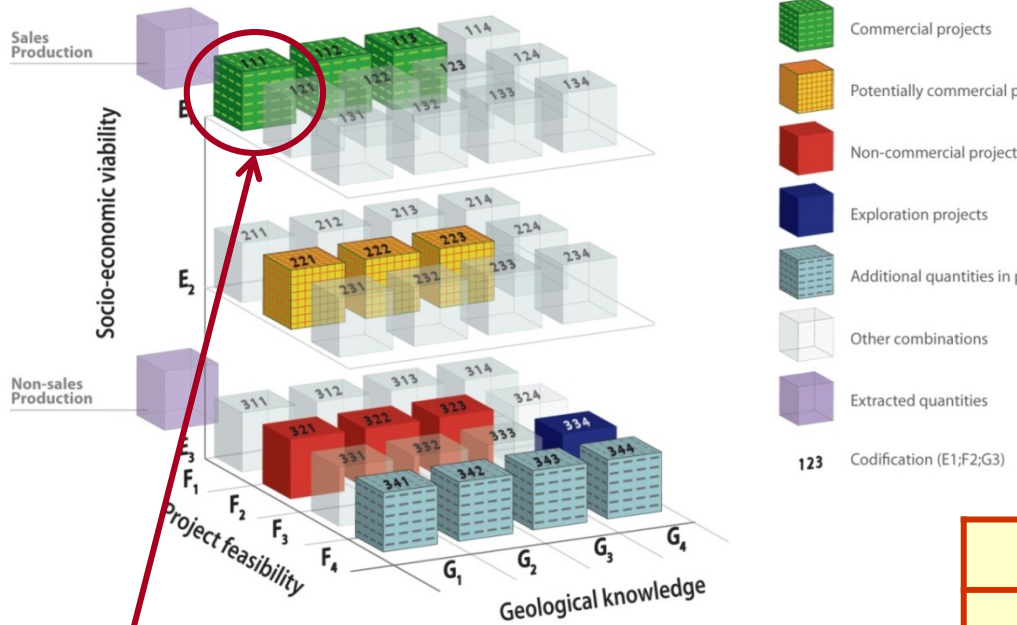 Sales
Production
Socio-economic viability
E1
111
112
113
114
121
122
123
124
131
132
133
134
E2
211
212
213
214
221
222
223
224
231
232
233
234
Non-sales
Production
E3
311
312
313
314
321
322
323
324
331
332
333
334
341
342
343
344
F1
F2
F3
F4
Project feasibility
G1
G2
G3
G4
Geological knowledge
Commercial projects
Potentially commercial p
Non-commercial project
Exploration projects
Additional quantities in p
Other combinations
Extracted quantities
123 Codification (E1;F2;G3)